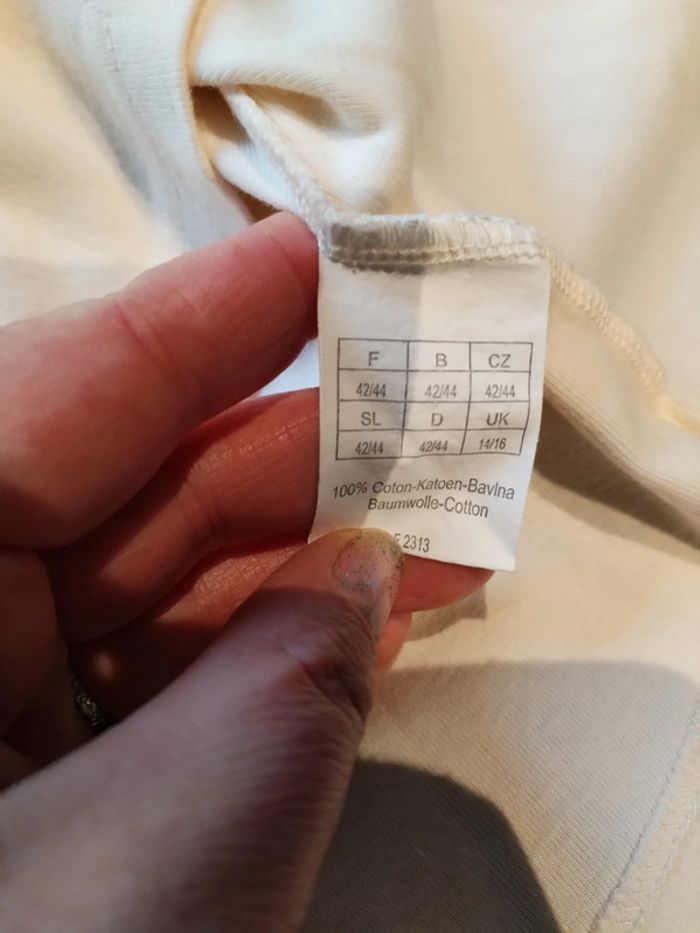 F B CZ
42/44 42/44 42/44
SL D UK
42/44 42/44 14/16
100% Coton-Katoen-Bavlna
Baumwolle-Cotton
2313